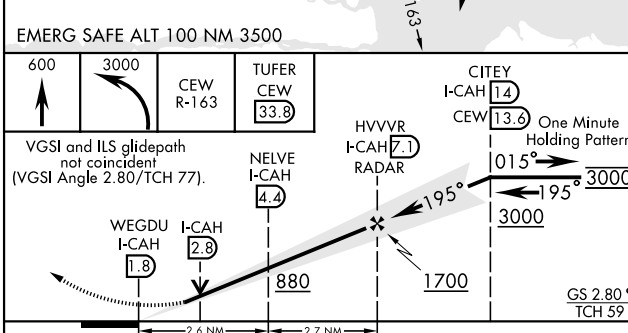 163
EMERG SAFE ALT 100 NM 3500
600
3000
CEW
R-163
TUFER
CEW
33.8
CITEY
I-CAH 14
CEW 13.6
One Minute
Holding Pattern
HVVVR
I-CAH 7.1
RADAR
015°
3000
195°
195°
3000
VGSI and ILS glidepath
not coincident
(VGSI Angle 2.80/TCH 77).
NELVE
I-CAH
4.4
WEGDU
I-CAH
1.8
I-CAH
2.8
880
1700
GS 2.80°
TCH 59
2.6 NM
2.7 NM